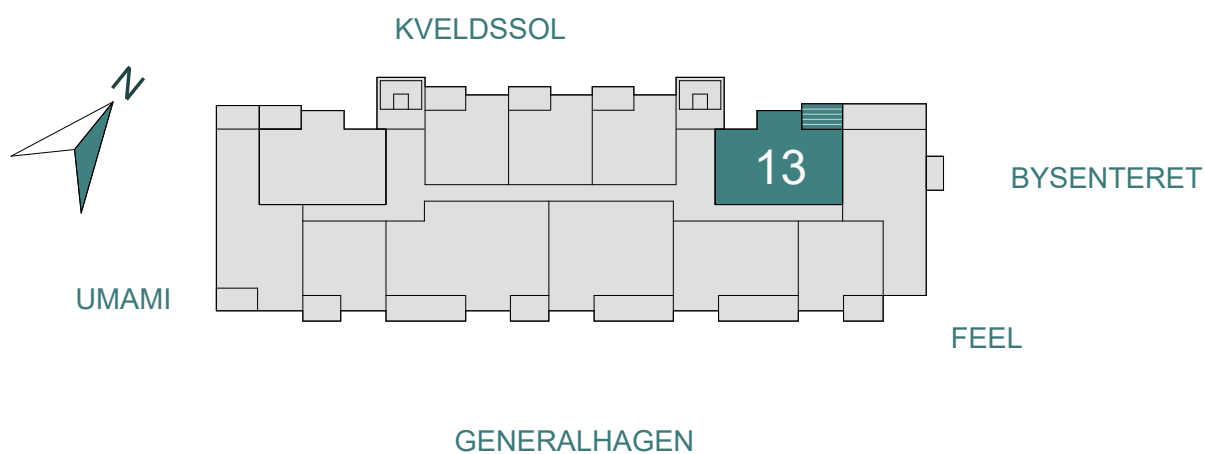 KVELDSSOL
N
13
BYSENTERET
UMAMI
FEEL
GENERALHAGEN